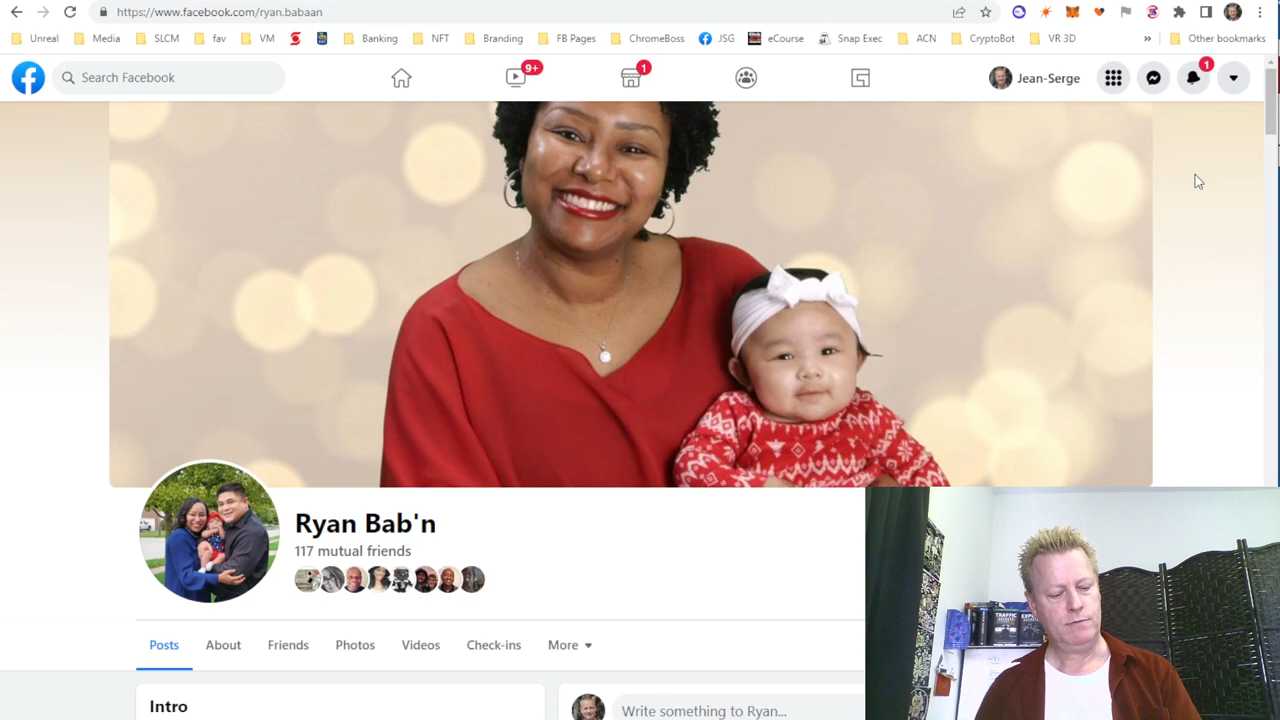 https://www.facebook.com/ryan.babaan
Unreal Media SLCM fav VM Banking NFT Branding FB Pages ChromeBoss JSG eCourse Snap Exec ACN CryptoBot VR 3D » Other bookmarks
Search Facebook 9+ 1 Jean-Serge 1
Ryan Bab'n
117 mutual friends
Posts About Friends Photos Videos Check-ins More
Intro
Write something to Ryan...
TRAFFIC